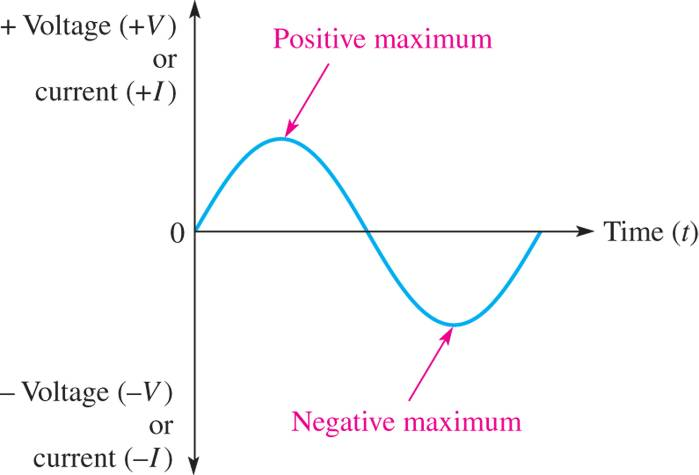 + Voltage (+V)
or
current (+I)
Positive maximum
0
Time (t)
– Voltage (–V)
or
current (–I)
Negative maximum